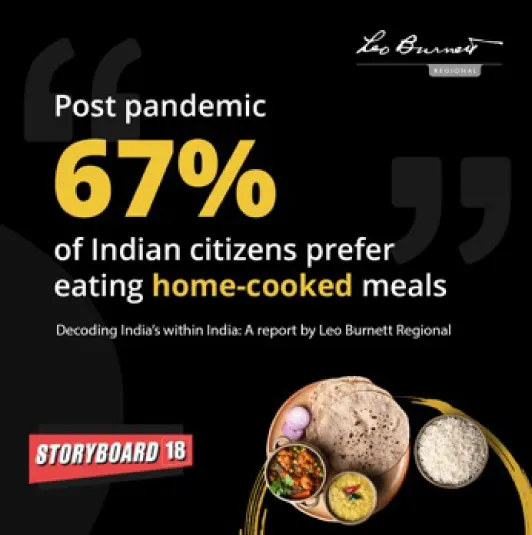 Leo Burnett
REGIONAL
Post pandemic
67%
of Indian citizens prefer
eating home-cooked meals
Decoding India's within India: A report by Leo Burnett Regional
STORYBOARD 18